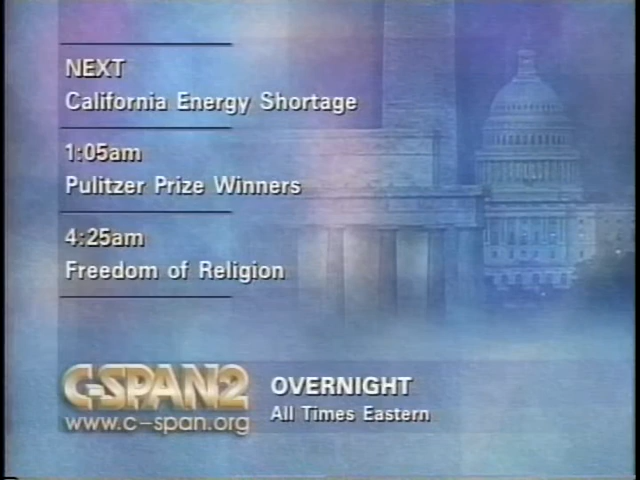 NEXT
California Energy Shortage
1:05am
Pulitzer Prize Winners
4:25am
Freedom of Religion
C-SPAN2
www.c-span.org
OVERNIGHT
All Times Eastern